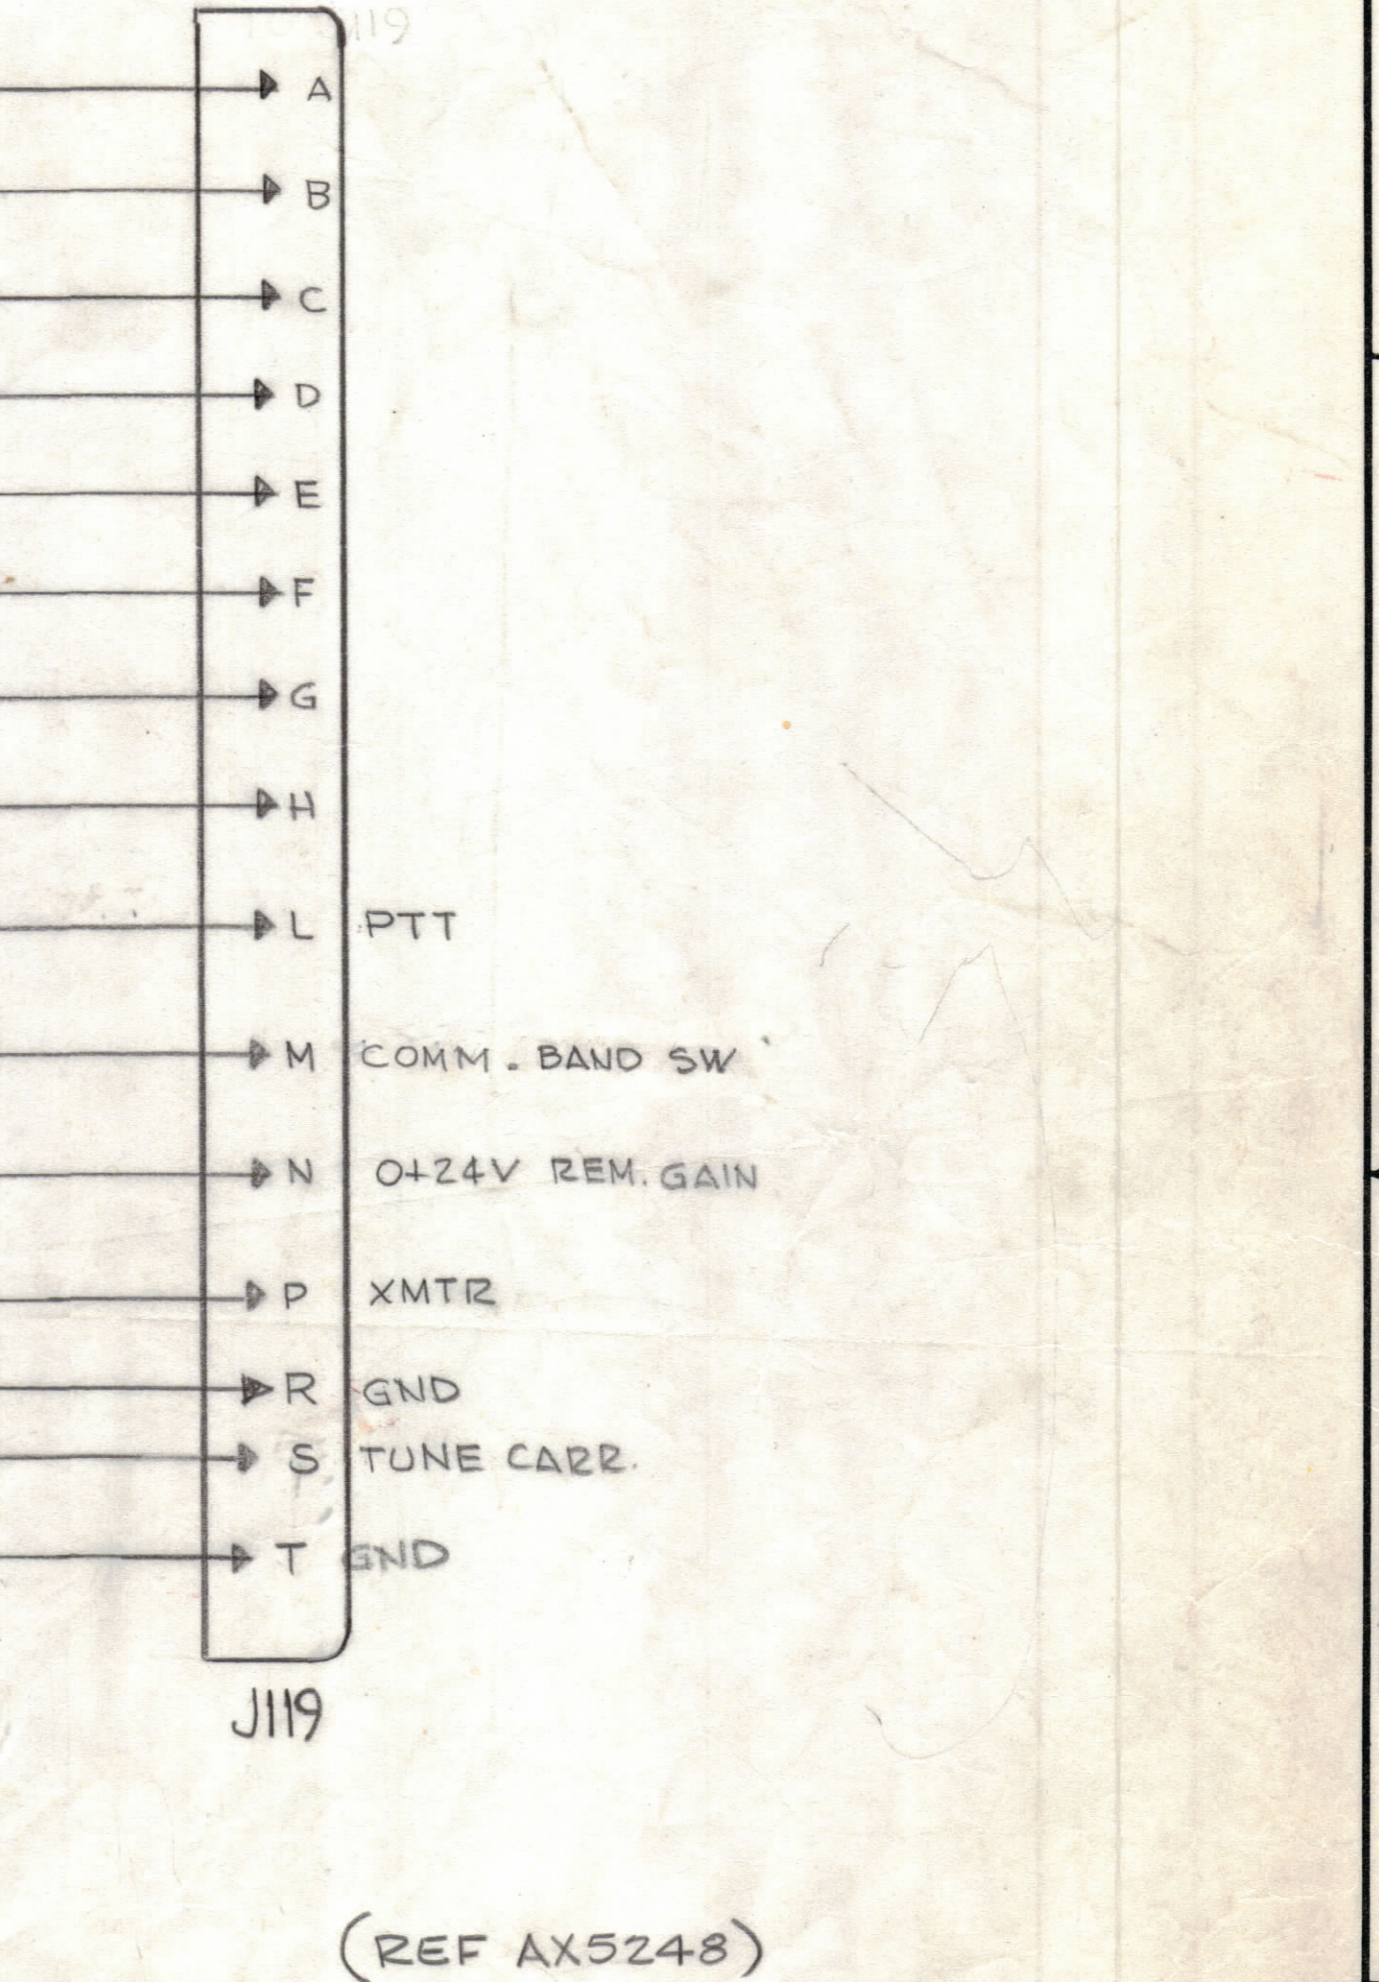 J119
A
B
C
D
E
F
G
H
L PTT
M COMM. BAND SW
N 0+24V REM. GAIN
P XMTR
R GND
S TUNE CARR.
T GND
J119
(REF AX5248)